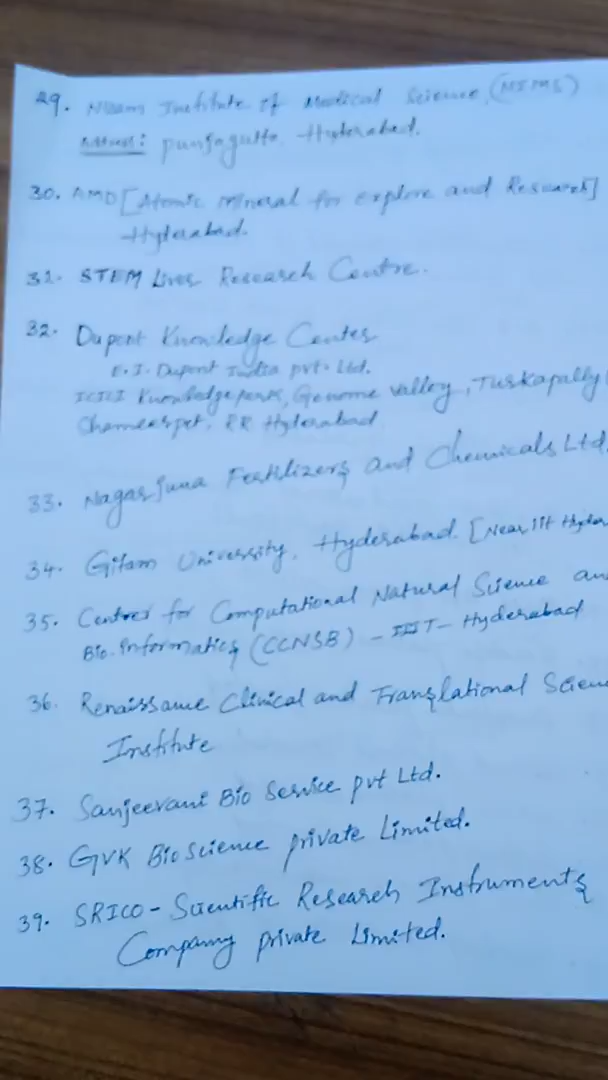 29. Nizam Institute of Medical Science, (NIMS)
punjagutta, Hyderabad.
30. AMD [Atomic Mineral for explore and Research]
Hyderabad.
31. STEM Lives Research Centre.
32. Dupont Knowledge Center
E.I. Dupont India pvt. Ltd.
ICICI Knowledge park, Genome valley, Turkapally
Shameerpet, RR Hyderabad
33. Nagarjuna Fertilizers and Chemicals Ltd.
34. Gitam University, Hyderabad. [Near IIT Hyder
35. Centre for Computational Natural Science an
Bio-Informatics (CCNSB) - IIIT - Hyderabad
36. Renaissance Clinical and Translational Scien
Institute
37. Sanjeevani Bio Service pvt Ltd.
38. GVK BioScience private Limited.
39. SRICO - Scientific Research Instruments
Company private Limited.